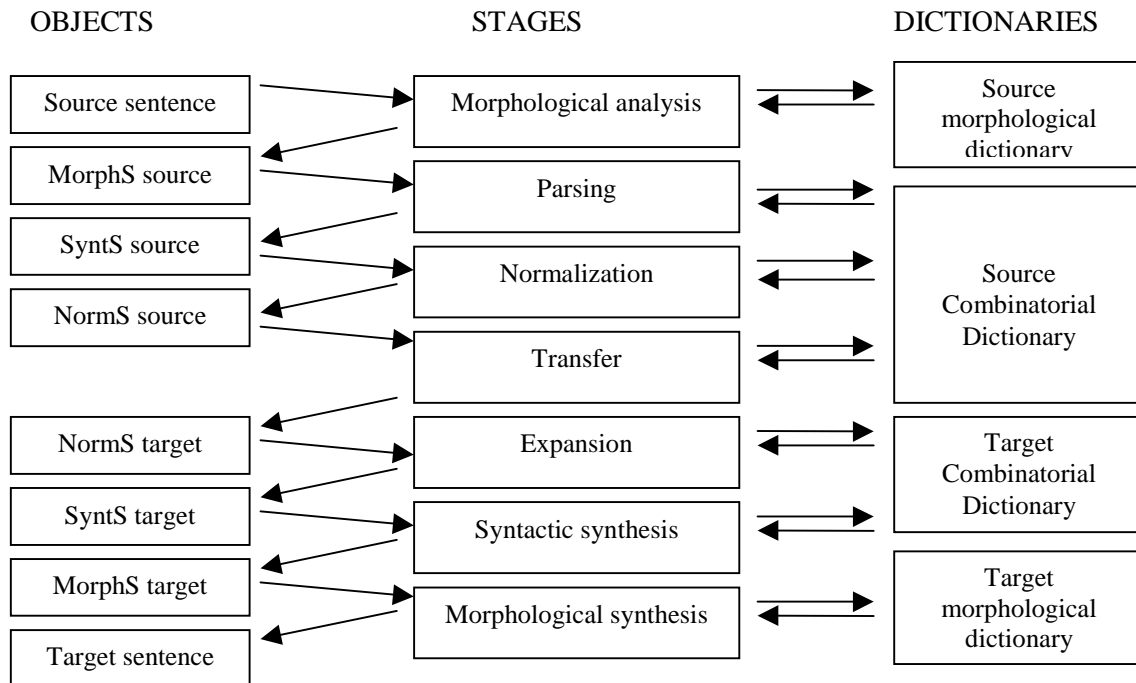 OBJECTS
STAGES
DICTIONARIES
Source sentence
MorphS source
SyntS source
NormS source
NormS target
SyntS target
MorphS target
Target sentence
Morphological analysis
Parsing
Normalization
Transfer
Expansion
Syntactic synthesis
Morphological synthesis
Source
morphological
dictionary
Source
Combinatorial
Dictionary
Target
Combinatorial
Dictionary
Target
morphological
dictionary